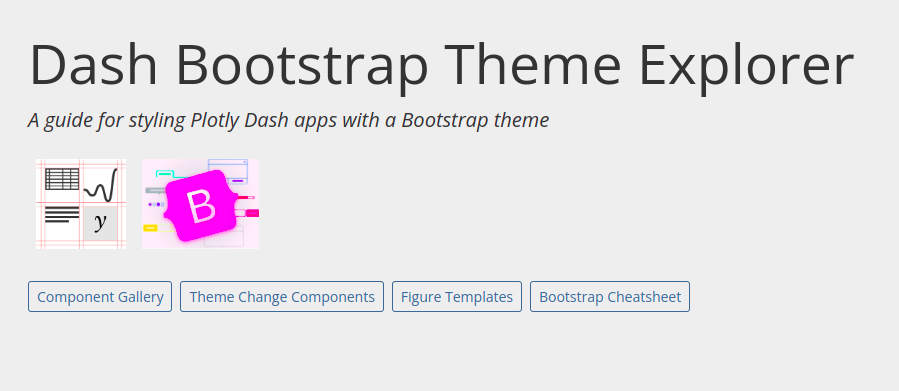 Dash Bootstrap Theme Explorer
A guide for styling Plotly Dash apps with a Bootstrap theme
y
B
Component Gallery
Theme Change Components
Figure Templates
Bootstrap Cheatsheet